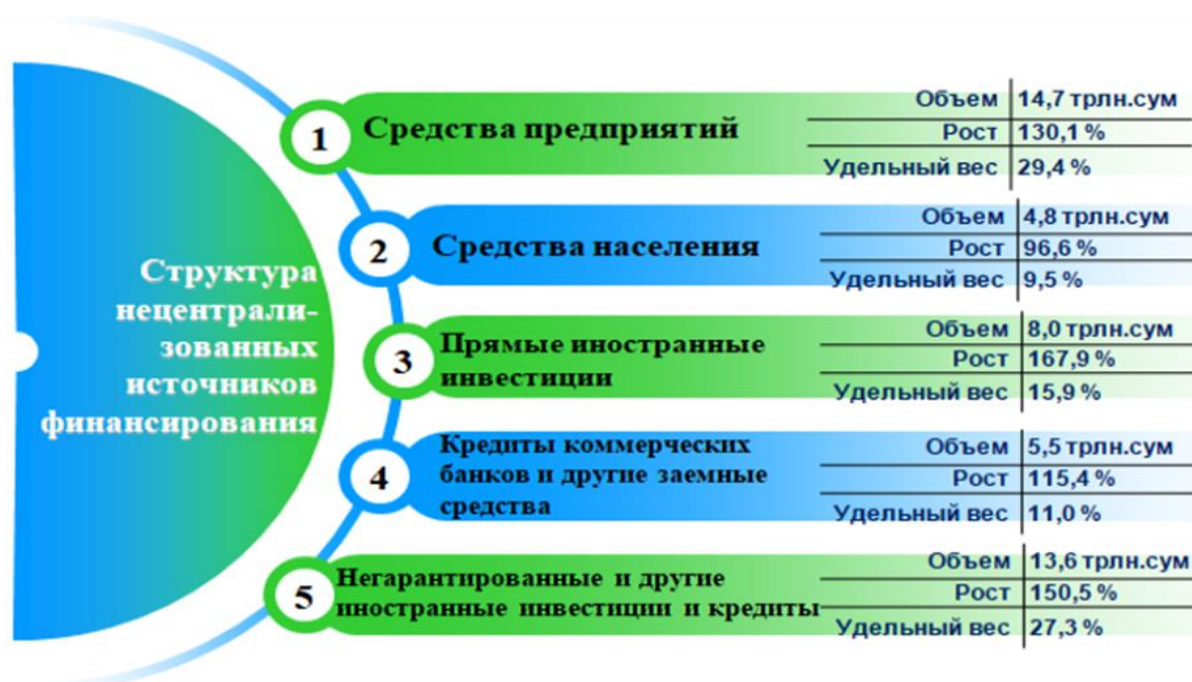 Структура
нецентрали-
зованных
источников
финансирования
1
Средства предприятий
Объем 14,7 трлн.сум
Рост 130,1 %
Удельный вес 29,4 %
2
Средства населения
Объем 4,8 трлн.сум
Рост 96,6 %
Удельный вес 9,5 %
3
Прямые иностранные
инвестиции
Объем 8,0 трлн.сум
Рост 167,9 %
Удельный вес 15,9 %
4
Кредиты коммерческих
банков и другие заемные
средства
Объем 5,5 трлн.сум
Рост 115,4 %
Удельный вес 11,0 %
5
Негарантированные и другие
иностранные инвестиции и кредиты
Объем 13,6 трлн.сум
Рост 150,5 %
Удельный вес 27,3 %